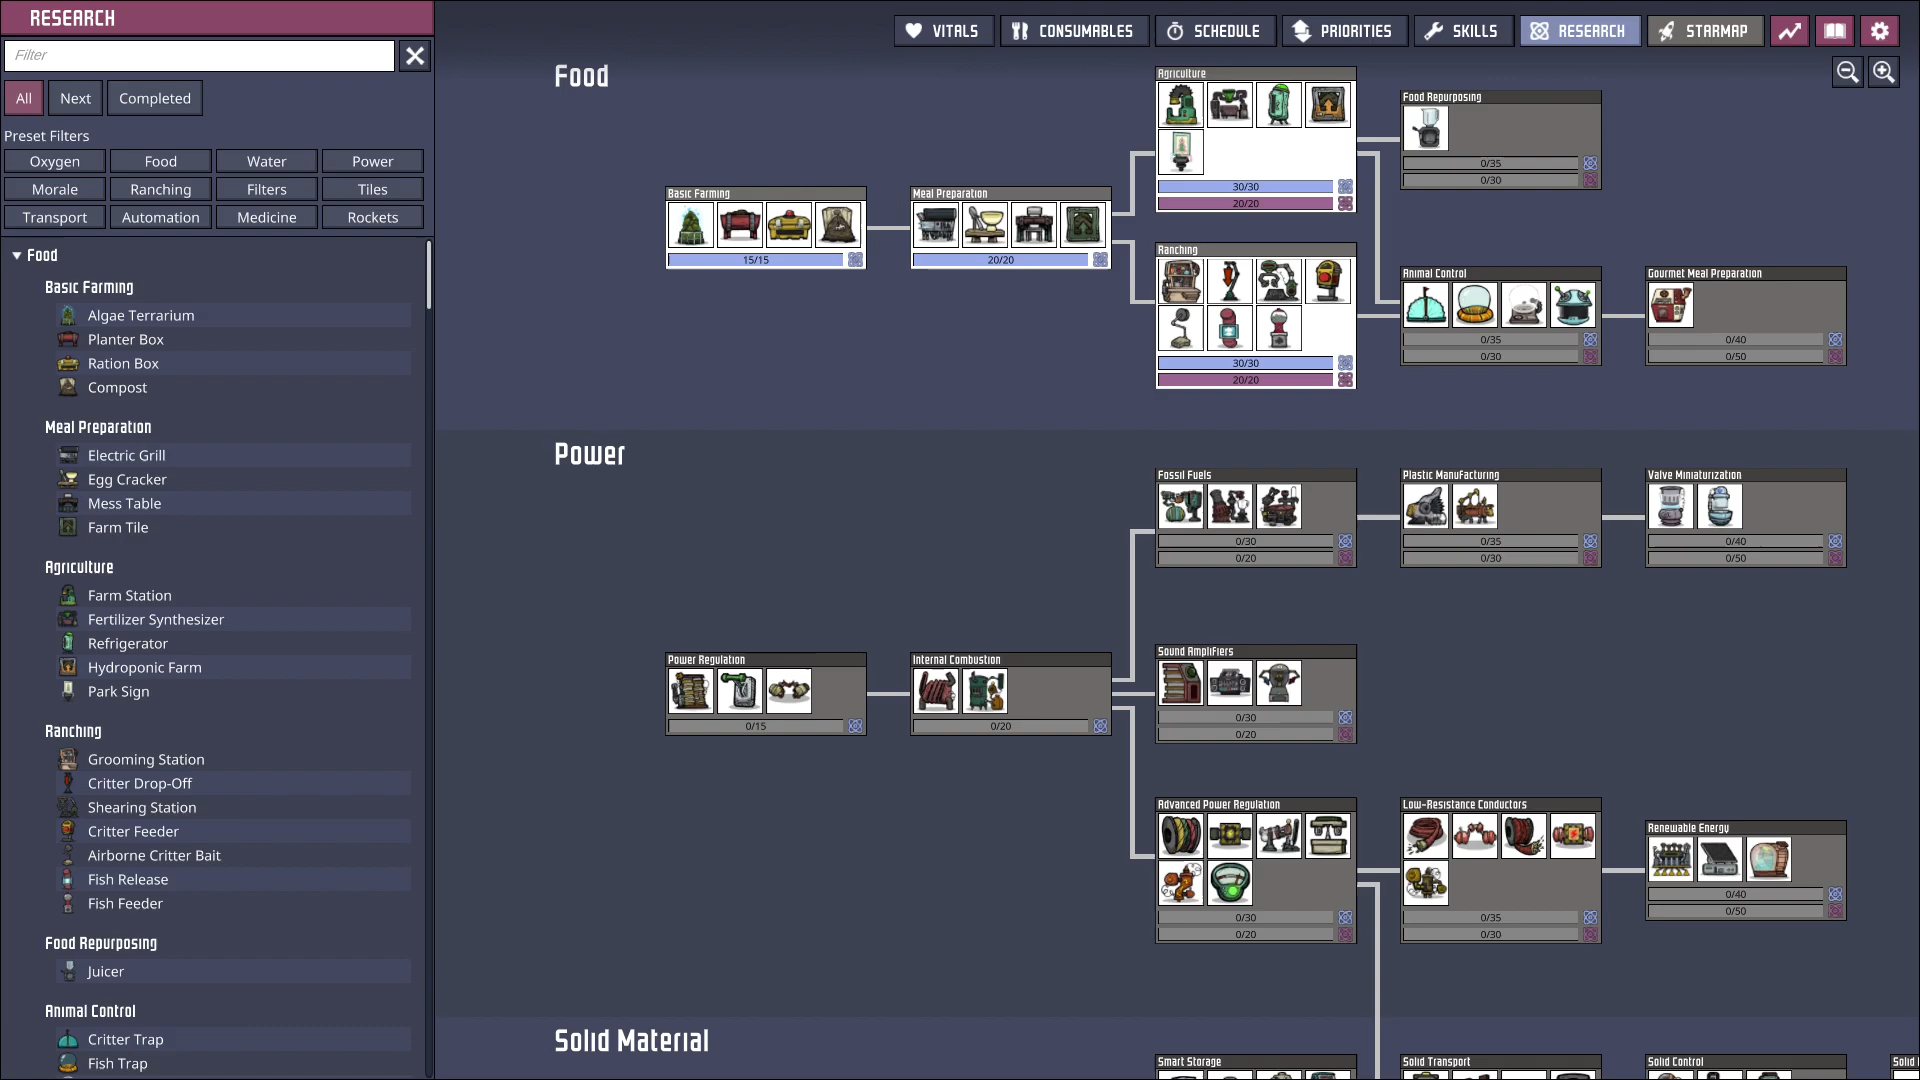 RESEARCH
Filter
All
Next
Completed
Preset Filters
Oxygen
Food
Water
Power
Morale
Ranching
Filters
Tiles
Transport
Automation
Medicine
Rockets
Food
Basic Farming
Algae Terrarium
Planter Box
Ration Box
Compost
Meal Preparation
Electric Grill
Egg Cracker
Mess Table
Farm Tile
Agriculture
Farm Station
Fertilizer Synthesizer
Refrigerator
Hydroponic Farm
Park Sign
Ranching
Grooming Station
Critter Drop-Off
Shearing Station
Critter Feeder
Airborne Critter Bait
Fish Release
Fish Feeder
Food Repurposing
Juicer
Animal Control
Critter Trap
Fish Trap
VITALS
CONSUMABLES
SCHEDULE
PRIORITIES
SKILLS
RESEARCH
STARMAP
Food
Basic Farming
15/15
Meal Preparation
20/20
Agriculture
30/30
20/20
Ranching
30/30
20/20
Food Repurposing
0/35
0/30
Animal Control
0/35
0/30
Gourmet Meal Preparation
0/40
0/50
Power
Power Regulation
0/15
Internal Combustion
0/20
Fossil Fuels
0/30
0/20
Plastic Manufacturing
0/35
0/30
Valve Miniaturization
0/40
0/50
Sound Amplifiers
0/30
0/20
Advanced Power Regulation
0/30
0/20
Low-Resistance Conductors
0/35
0/30
Renewable Energy
0/40
0/50
Solid Material
Smart Storage
Solid Transport
Solid Control
Solid